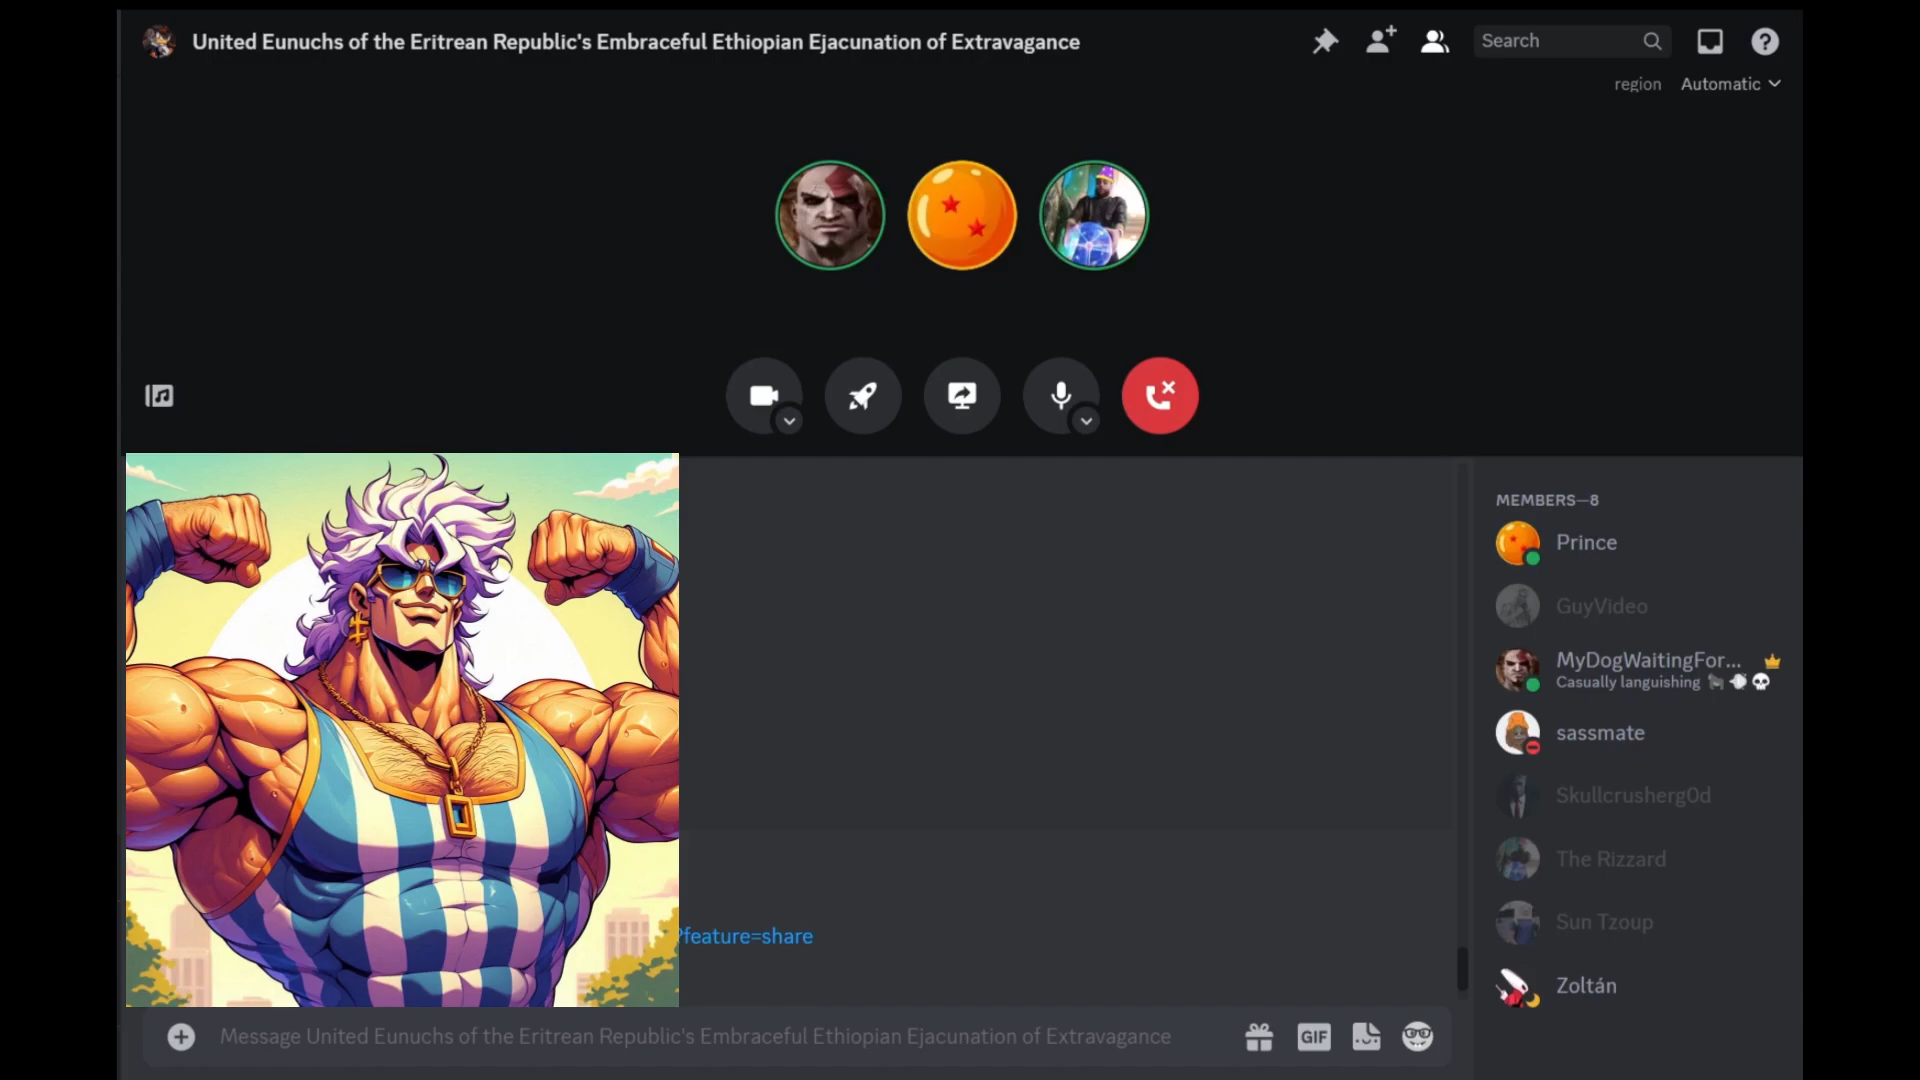 United Eunuchs of the Eritrean Republic's Embraceful Ethiopian Ejacunation of Extravagance
Search
region Automatic
MEMBERS—8
Prince
GuyVideo
MyDogWaitingFor...
Casually languishing
sassmate
Skullcrusherg0d
The Rizzard
Sun Tzoup
Zoltán
?feature=share
Message United Eunuchs of the Eritrean Republic's Embraceful Ethiopian Ejacunation of Extravagance
GIF